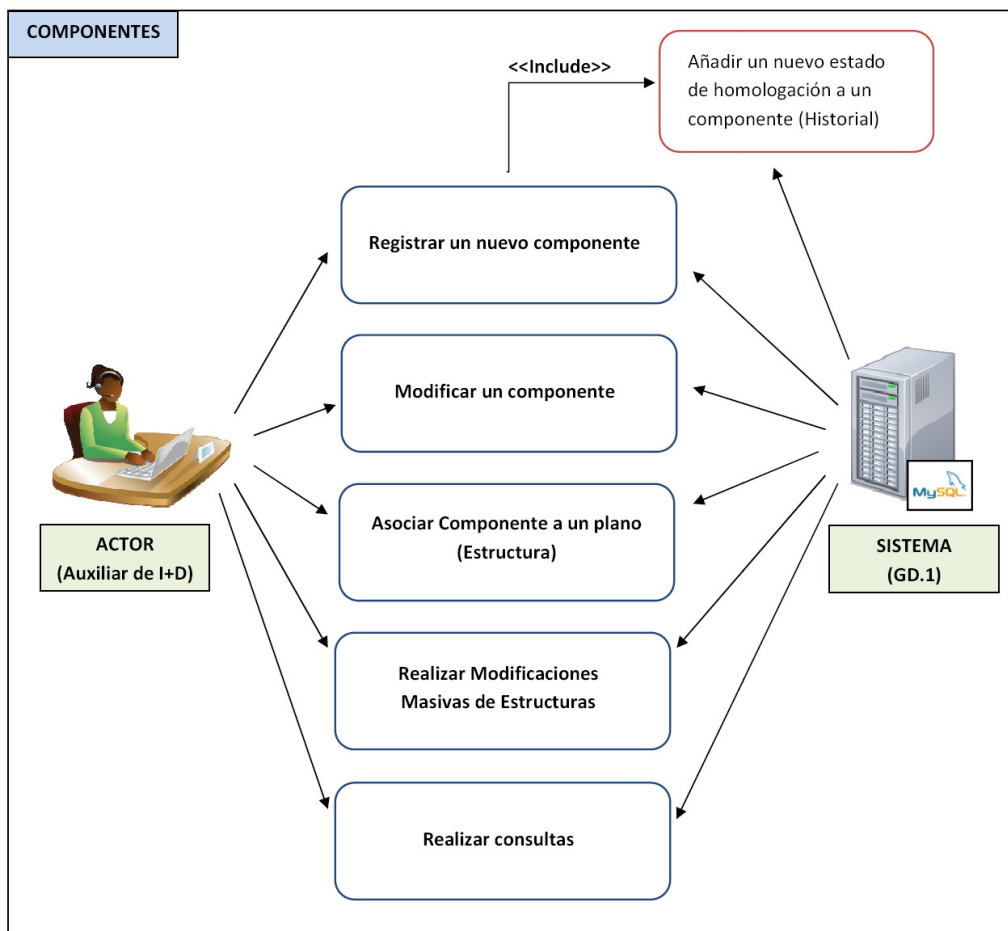 COMPONENTES
<<Include>>
Añadir un nuevo estado
de homologación a un
componente (Historial)
Registrar un nuevo componente
Modificar un componente
MySQL
Asociar Componente a un plano
(Estructura)
ACTOR
(Auxiliar de I+D)
SISTEMA
(GD.1)
Realizar Modificaciones
Masivas de Estructuras
Realizar consultas